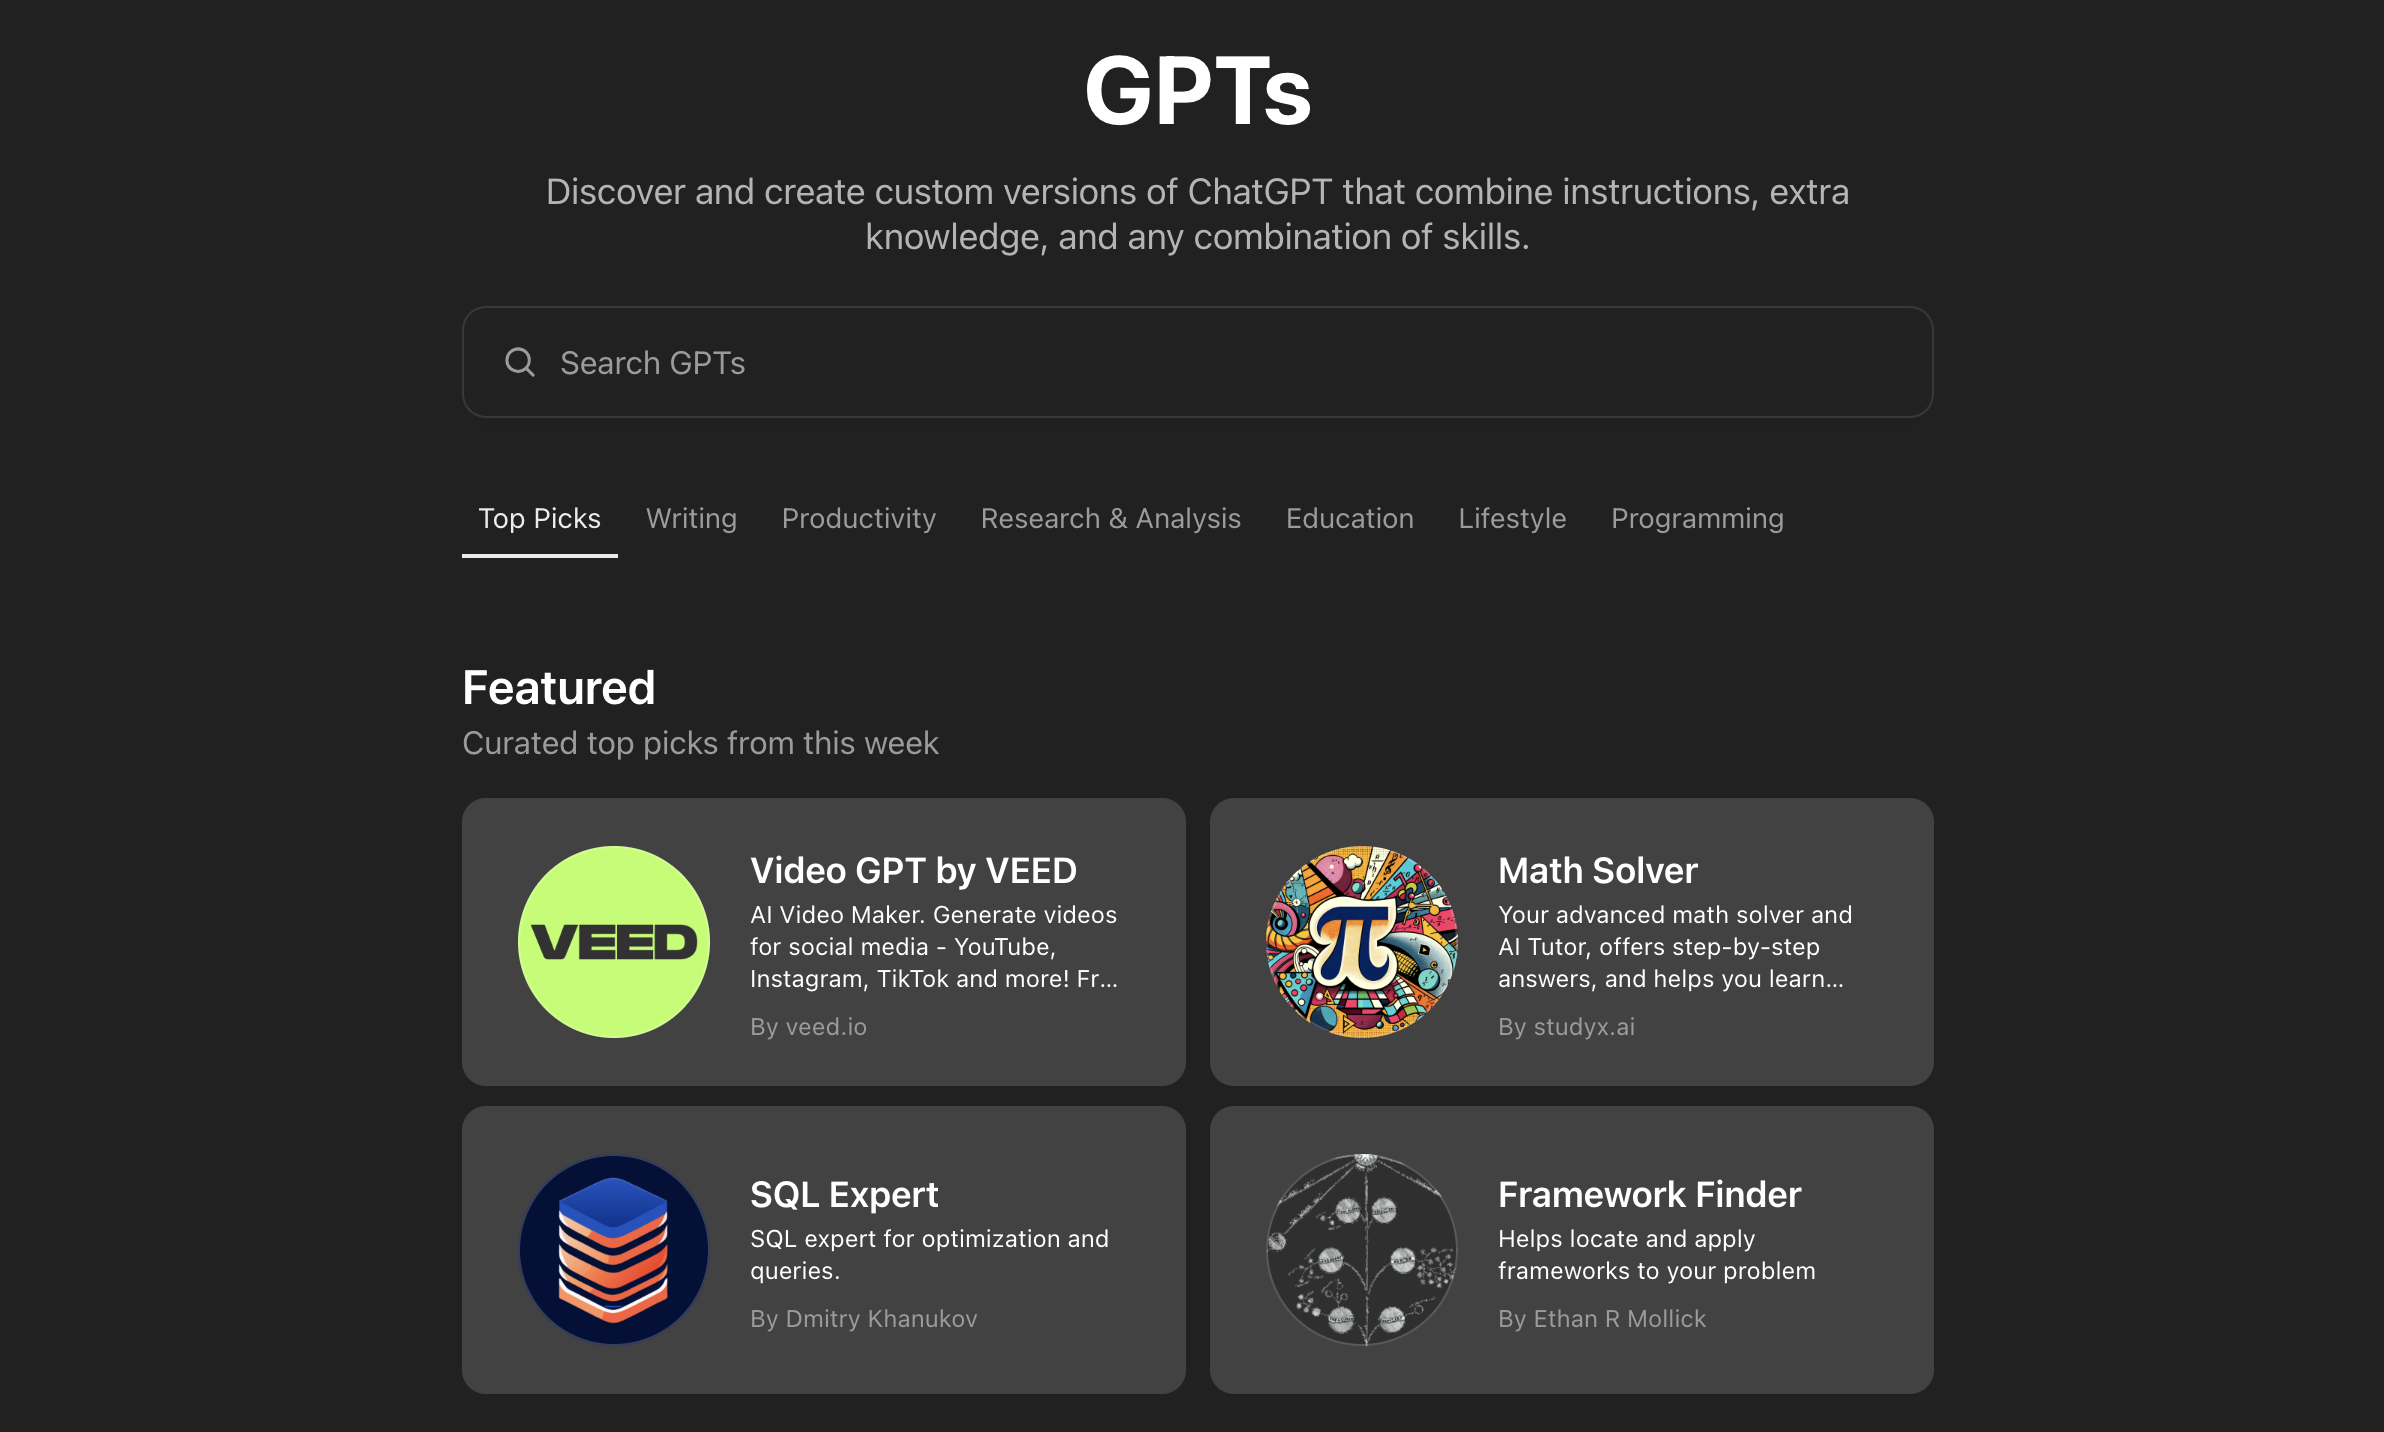 GPTs
Discover and create custom versions of ChatGPT that combine instructions, extra
knowledge, and any combination of skills.
Search GPTs
Top Picks Writing Productivity Research & Analysis Education Lifestyle Programming
Featured
Curated top picks from this week
VEED
Video GPT by VEED
AI Video Maker. Generate videos
for social media - YouTube,
Instagram, TikTok and more! Fr...
By veed.io
π
Math Solver
Your advanced math solver and
AI Tutor, offers step-by-step
answers, and helps you learn...
By studyx.ai
SQL Expert
SQL expert for optimization and
queries.
By Dmitry Khanukov
Framework Finder
Helps locate and apply
frameworks to your problem
By Ethan R Mollick